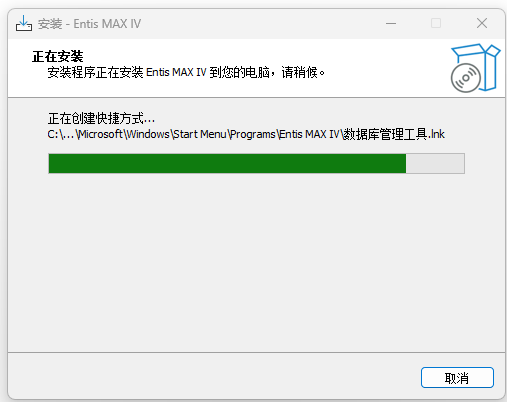 安装 - Entis MAX IV
正在安装
安装程序正在安装 Entis MAX IV 到您的电脑，请稍候。
正在创建快捷方式...
C:\...\Microsoft\Windows\Start Menu\Programs\Entis MAX IV\数据库管理工具.lnk
取消